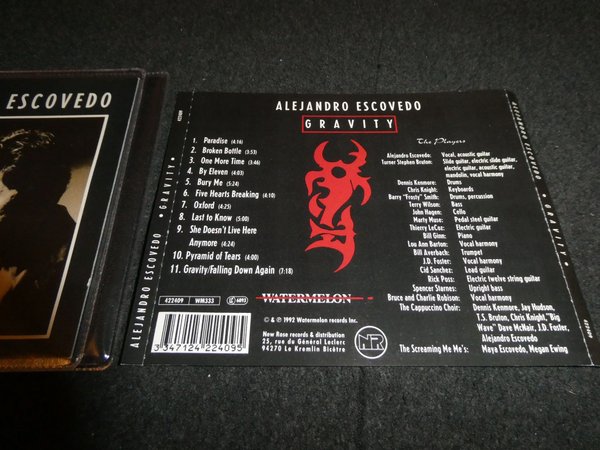 ESCOVEDO
ALEJANDRO ESCOVEDO • GRAVITY •
422409
ALEJANDRO ESCOVEDO
GRAVITY
1. Paradise (4:16)
2. Broken Bottle (3:53)
3. One More Time (3:46)
4. By Eleven (4:03)
5. Bury Me (5:24)
6. Five Hearts Breaking (4:10)
7. Oxford (4:13)
8. Last to Know (5:00)
9. She Doesn't Live Here
Anymore (4:24)
10. Pyramid of Tears (4:00)
11. Gravity/Falling Down Again (7:18)
The Players
Alejandro Escovedo: Vocal, acoustic guitar
Turner Stephen Bruton: Slide guitar, electric slide guitar,
electric guitar, acoustic guitar,
mandolin, vocal harmony
Dennis Kenmore: Drums
Chris Knight: Keyboards
Barry "Frosty" Smith: Drums, percussion
Terry Wilson: Bass
John Hagen: Cello
Marty Muse: Pedal steel guitar
Thierry LeCoz: Electric guitar
Bill Ginn: Piano
Lou Ann Barton: Vocal harmony
Bill Averbach: Trumpet
J.D. Foster: Vocal harmony
Cid Sanchez: Lead guitar
Rick Poss: Electric twelve string guitar
Spencer Starnes: Upright bass
Bruce and Charlie Robison: Vocal harmony
The Cappuccino Choir: Dennis Kenmore, Jay Hudson,
T.S. Bruton, Chris Knight, "Big
Wave" Dave McNair, J.D. Foster,
Alejandro Escovedo
The Screaming Me Me's: Maya Escovedo, Megan Ewing
422409 WM333
WATERMELON
© & ℗ 1992 Watermelon records Inc.
New Rose records & distribution
25, rue du Général Leclerc
94270 Le Kremlin Bicêtre
NR
3 347124 224095
ALEJANDRO ESCOVEDO • GRAVITY •
422409